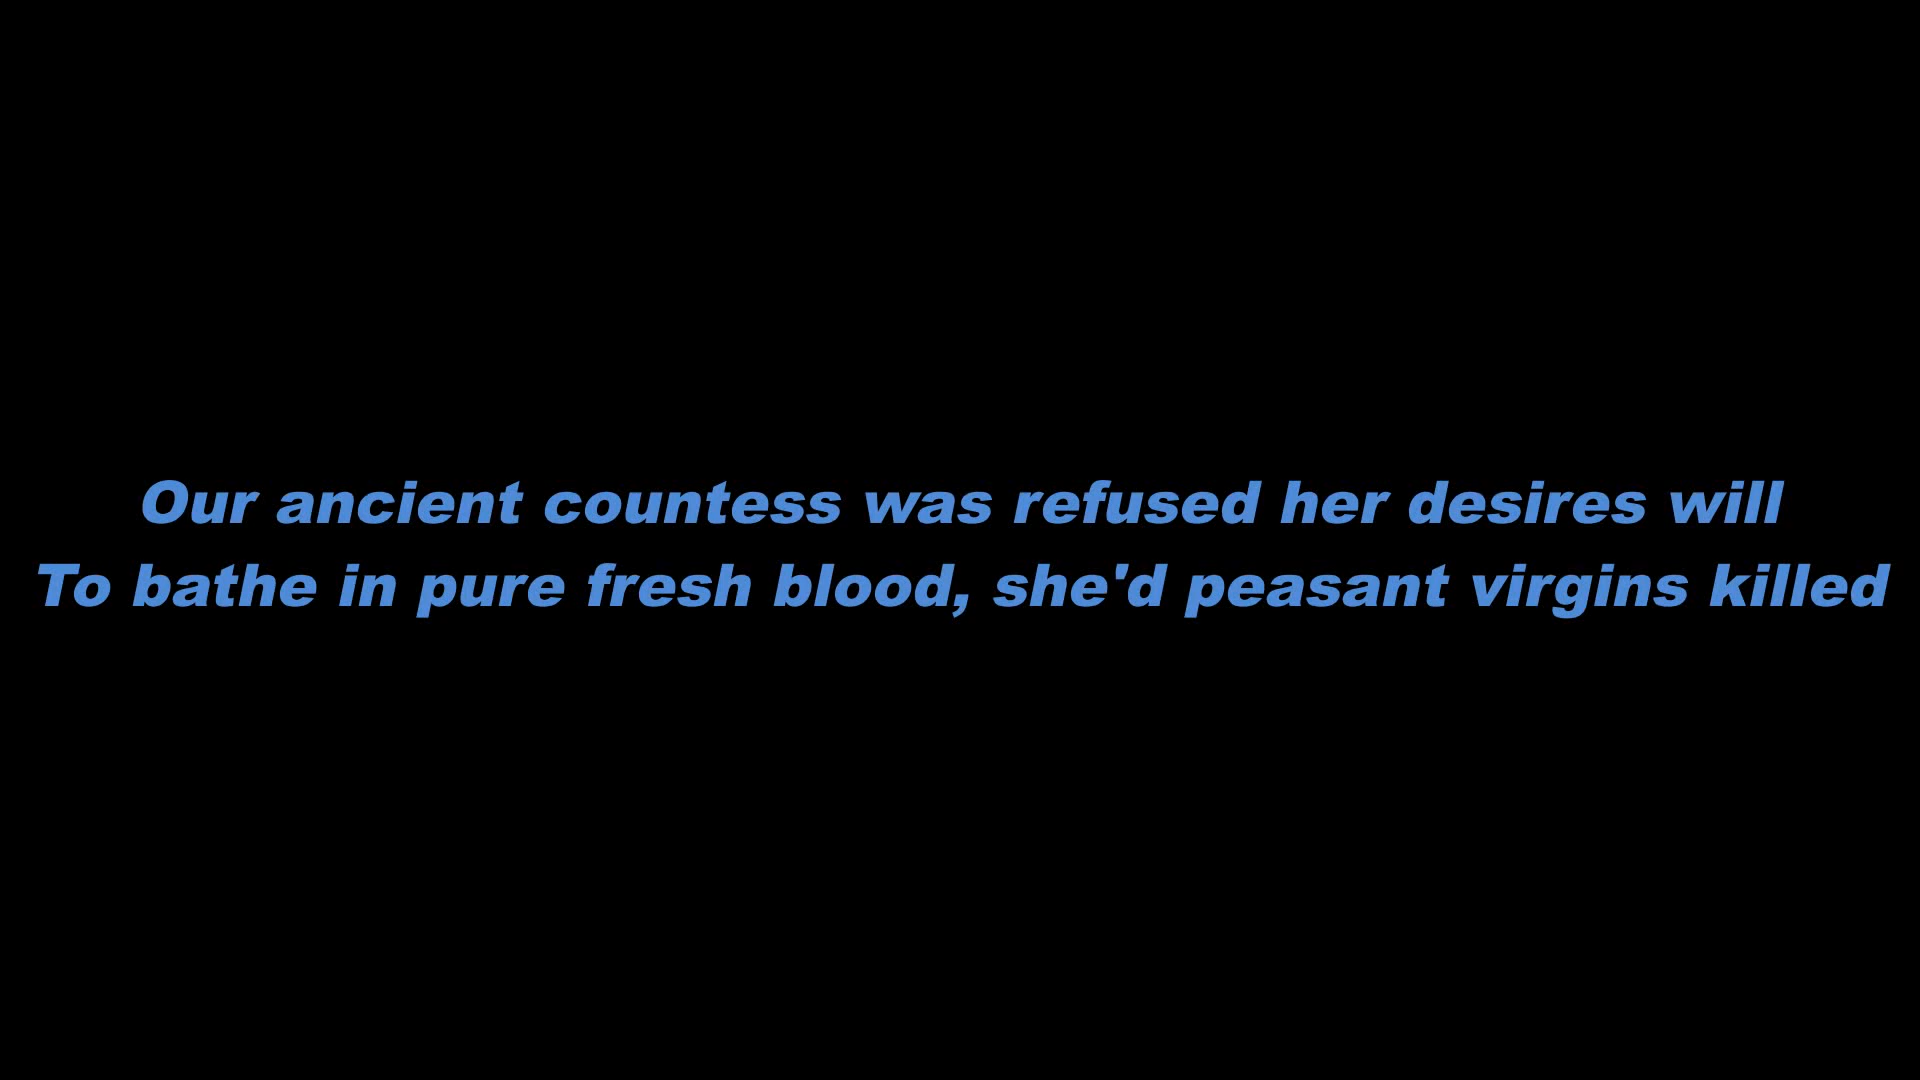 Our ancient countess was refused her desires will
To bathe in pure fresh blood, she'd peasant virgins killed